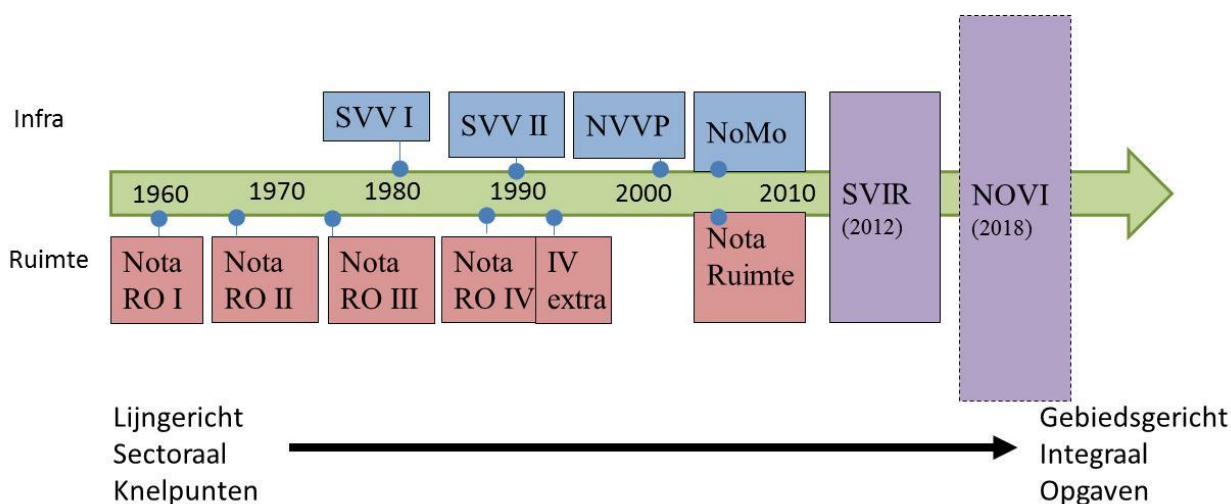 Infra
SVV I
SVV II
NVVP
NoMo
1960
1970
1980
1990
2000
2010
SVIR
(2012)
NOVI
(2018)
Ruimte
Nota
RO I
Nota
RO II
Nota
RO III
Nota
RO IV
IV
extra
Nota
Ruimte
Lijngericht
Sectoraal
Knelpunten
Gebiedsgericht
Integraal
Opgaven